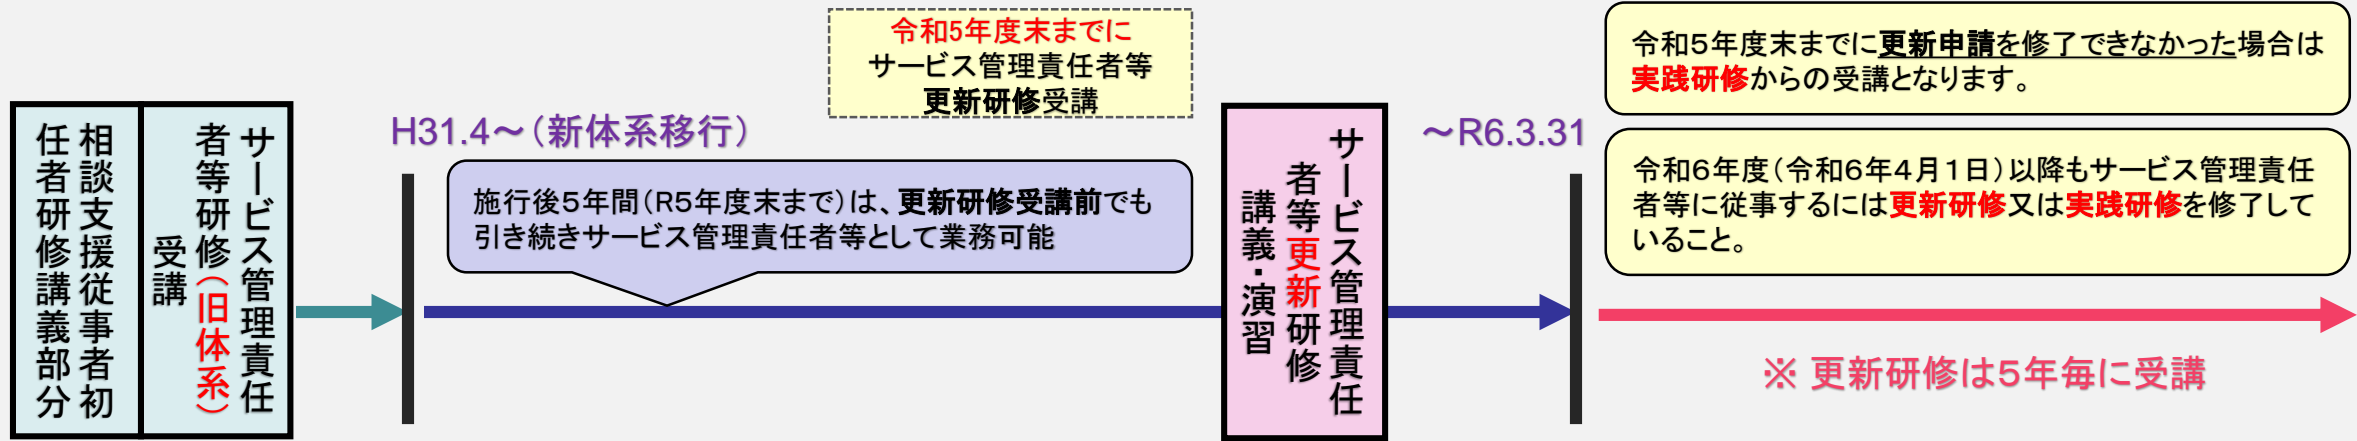 相談支援従事者初
任者研修講義部分
サービス管理責任
者等研修（旧体系）
受講
H31.4～（新体系移行）
令和5年度末までに
サービス管理責任者等
更新研修受講
施行後５年間（R5年度末まで）は、更新研修受講前でも
引き続きサービス管理責任者等として業務可能
サービス管理責任
者等更新研修
講義・演習
～R6.3.31
令和５年度末までに更新申請を修了できなかった場合は
実践研修からの受講となります。
令和６年度（令和６年４月１日）以降もサービス管理責任
者等に従事するには更新研修又は実践研修を修了して
いること。
※ 更新研修は５年毎に受講